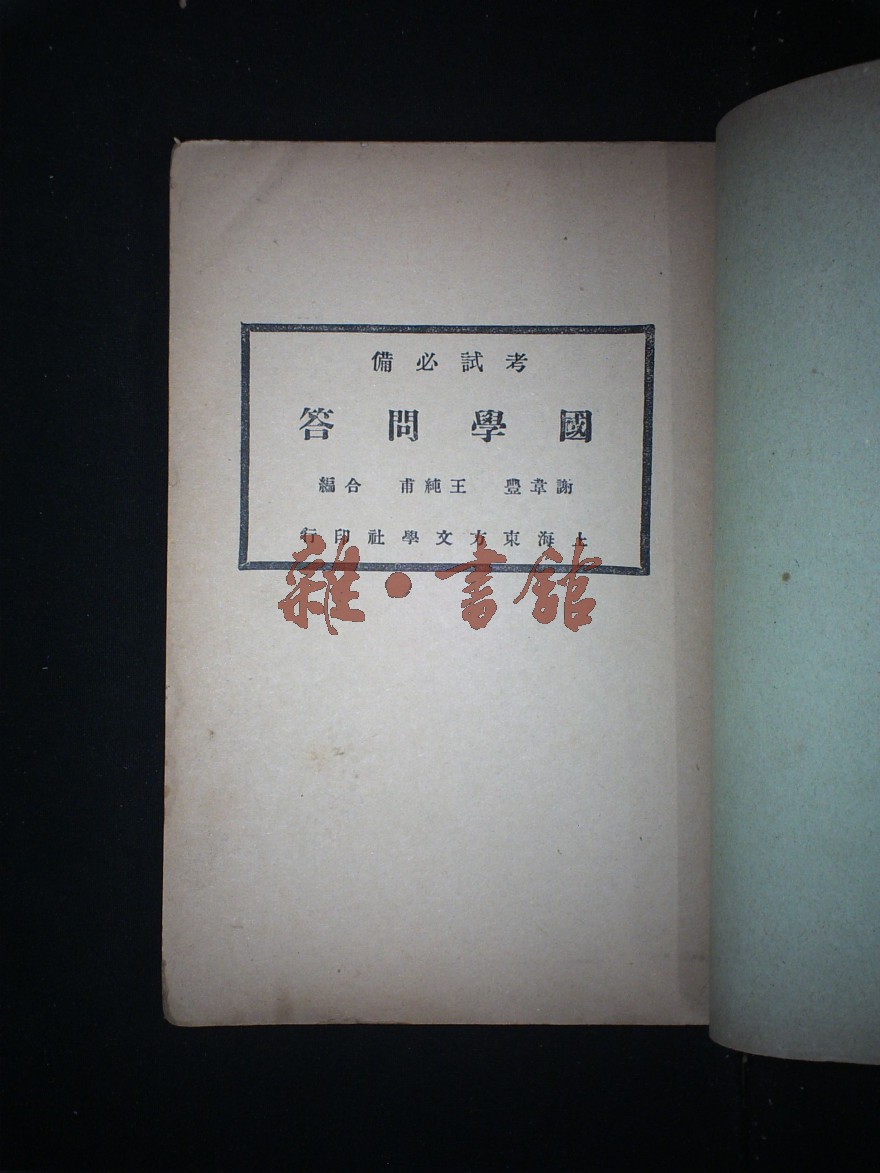 考試必備
國學問答
謝韋豐 王純甫 合編
上海東方文學社印行
雜·書館